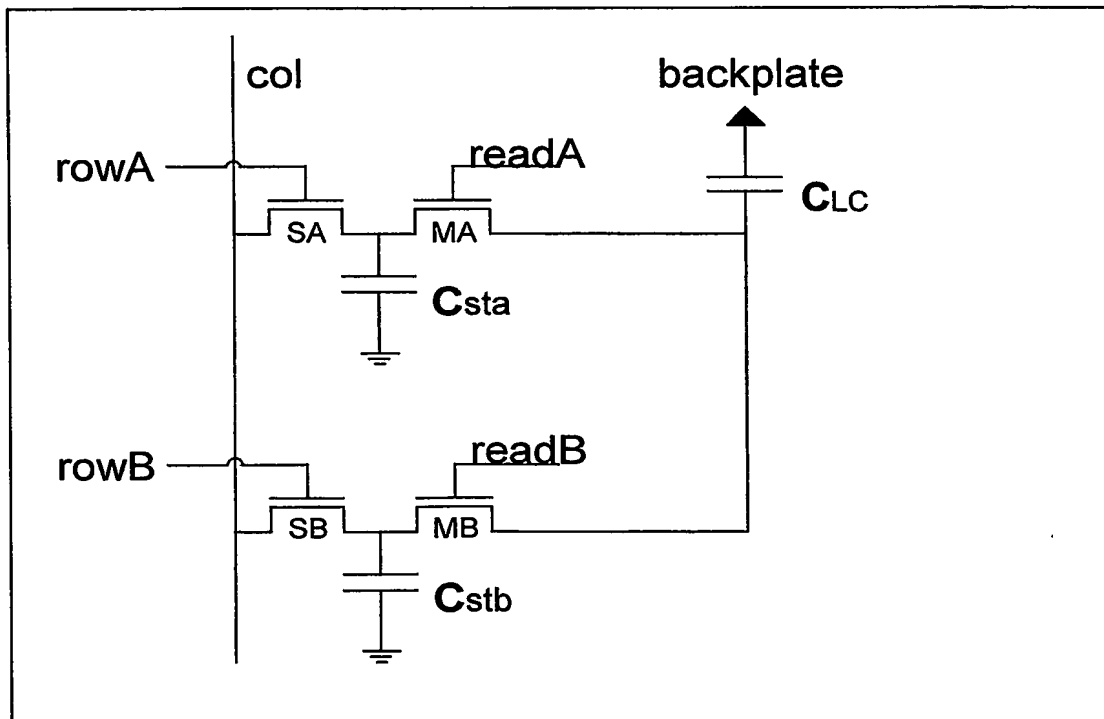 col
backplate
rowA
readA
CLC
SA
MA
Csta
rowB
readB
SB
MB
Cstb